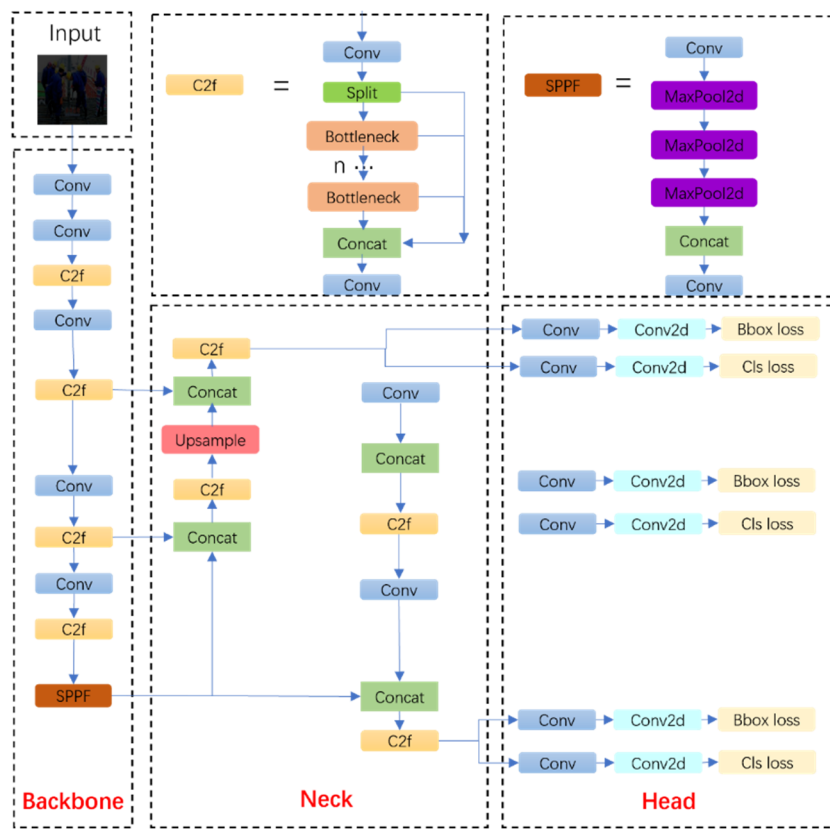 Input
Conv
Conv
C2f
Conv
C2f
Conv
C2f
Conv
C2f
SPPF
Backbone
C2f
=
Conv
Split
Bottleneck
n ...
Bottleneck
Concat
Conv
SPPF
=
Conv
MaxPool2d
MaxPool2d
MaxPool2d
Concat
Conv
C2f
Concat
Upsample
C2f
Concat
Conv
Concat
C2f
Conv
Concat
C2f
Neck
Conv Conv2d Bbox loss
Conv Conv2d Cls loss
Conv Conv2d Bbox loss
Conv Conv2d Cls loss
Conv Conv2d Bbox loss
Conv Conv2d Cls loss
Head